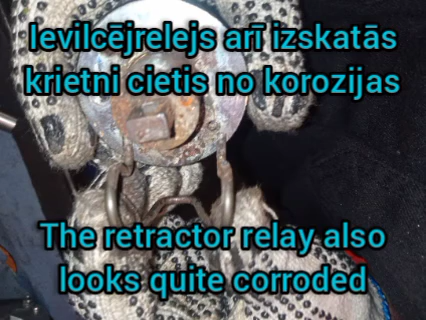 Ievilcējrelejs arī izskatās
krietni cietis no korozijas
The retractor relay also
looks quite corroded